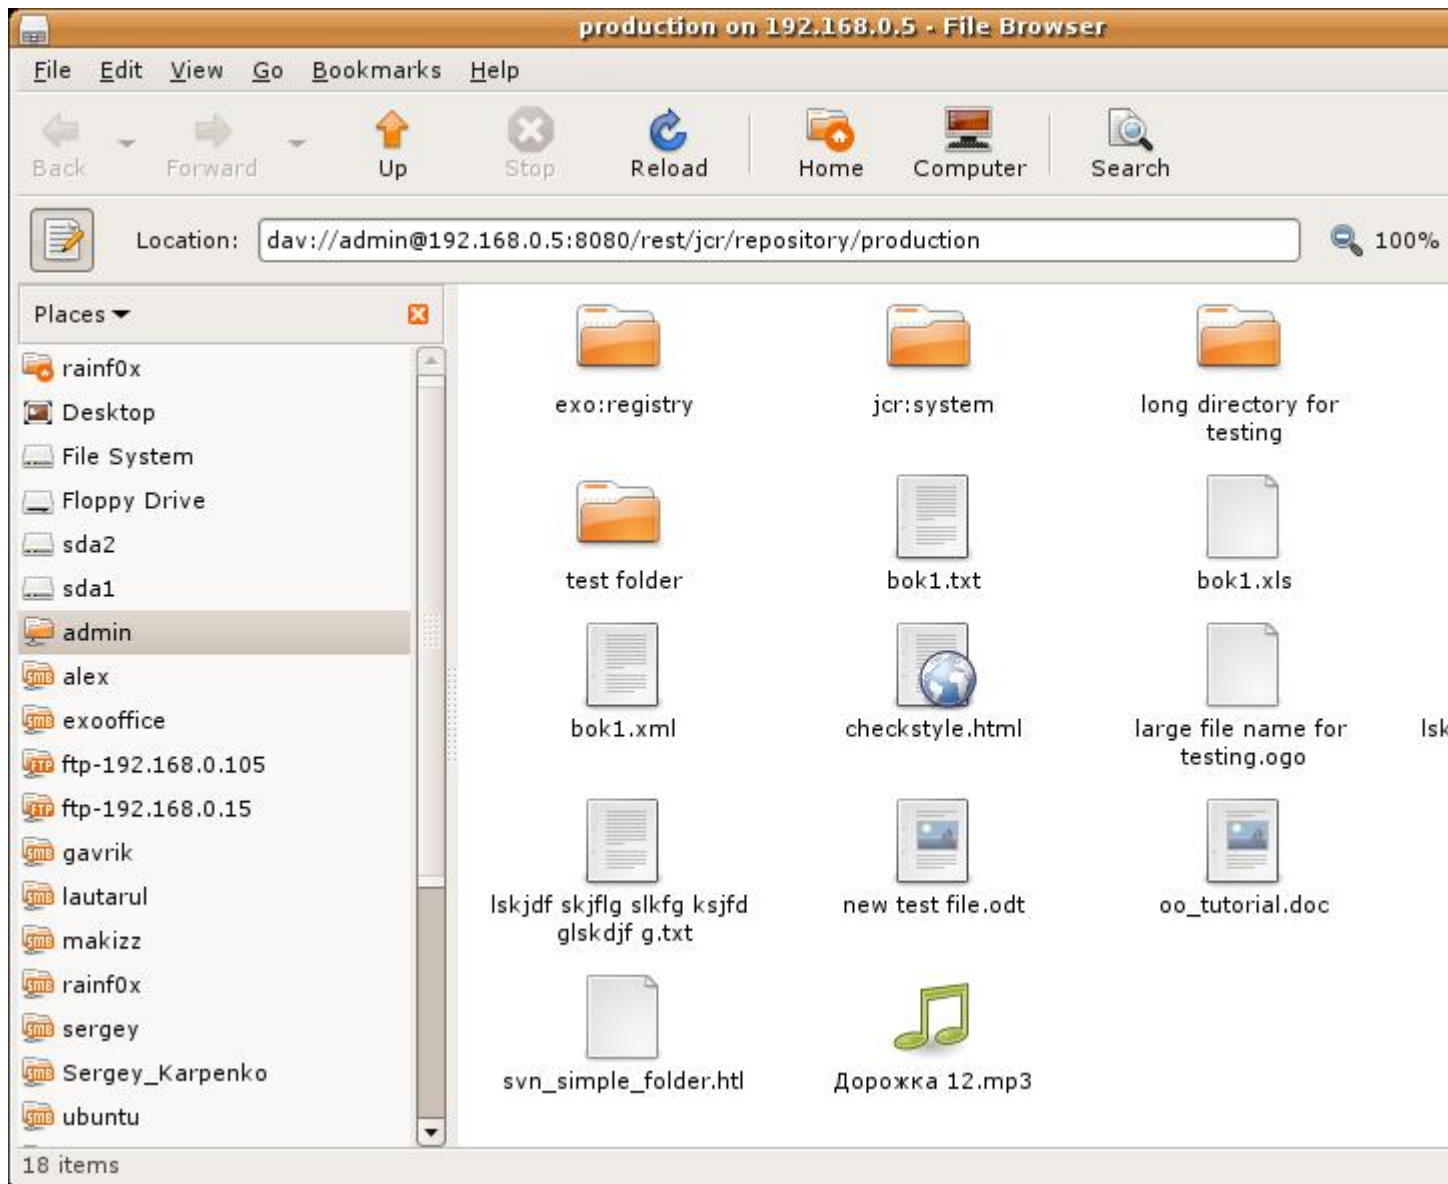 production on 192.168.0.5 - File Browser
File Edit View Go Bookmarks Help
Back Forward Up Stop Reload Home Computer Search
Location: dav://admin@192.168.0.5:8080/rest/jcr/repository/production 100%
Places
rainf0x
Desktop
File System
Floppy Drive
sda2
sda1
admin
alex
exooffice
ftp-192.168.0.105
ftp-192.168.0.15
gavrik
lautarul
makizz
rainf0x
sergey
Sergey_Karpenko
ubuntu
exo:registry
jcr:system
long directory for
testing
test folder
bok1.txt
bok1.xls
bok1.xml
checkstyle.html
large file name for
testing.ogo
lskjdf skjflg slkfg ksjfd
glskdjf g.txt
new test file.odt
oo_tutorial.doc
svn_simple_folder.htl
Дорожка 12.mp3
18 items